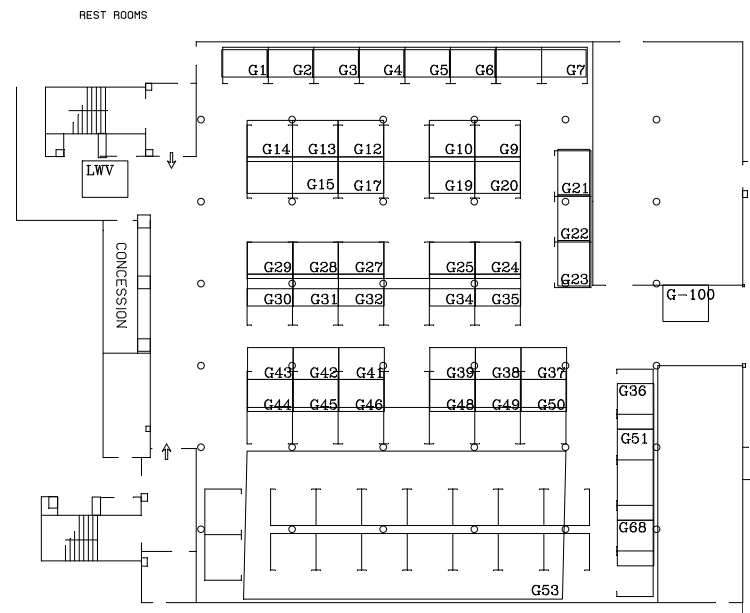 REST ROOMS
G1 G2 G3 G4 G5 G6 G7
G14 G13 G12 G10 G9
LWV
G15 G17 G19 G20 G21
G22
CONCESSION
G29 G28 G27 G25 G24 G23
G-100
G30 G31 G32 G34 G35
G43 G42 G41 G39 G38 G37
G36
G44 G45 G46 G48 G49 G50
G51
G68
G53